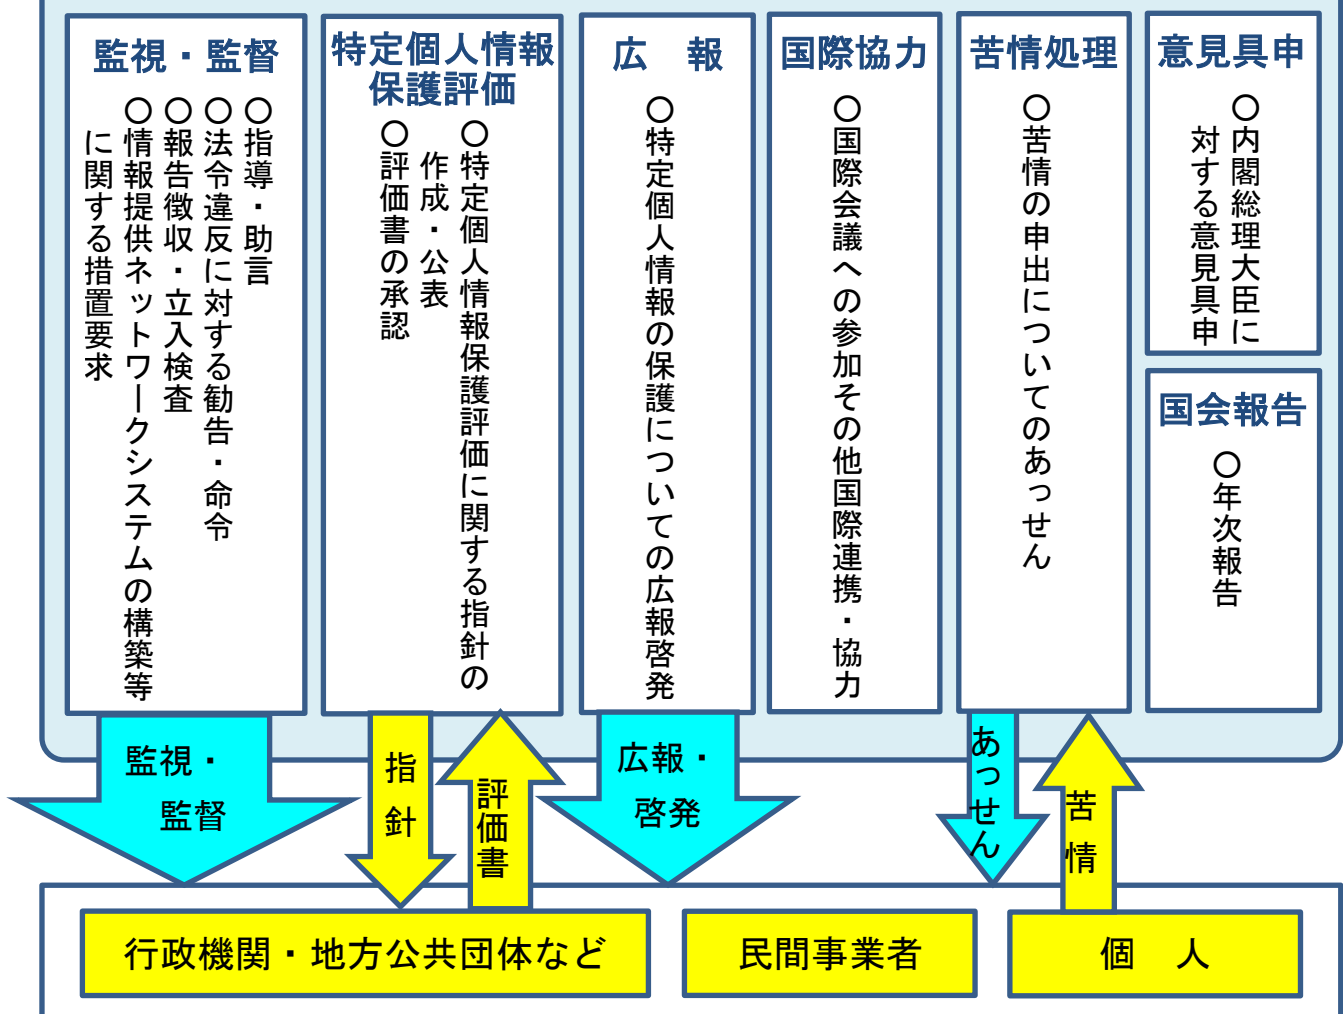 監視・監督
○指導・助言
○法令違反に対する勧告・命令
○報告徴収・立入検査
○情報提供ネットワークシステムの構築等
に関する措置要求
特定個人情報
保護評価
○特定個人情報保護評価に関する指針の
作成・公表
○評価書の承認
広　報
○特定個人情報の保護についての広報啓発
国際協力
○国際会議への参加その他国際連携・協力
苦情処理
○苦情の申出についてのあっせん
意見具申
○内閣総理大臣に
対する意見具申
国会報告
○年次報告
監視・
監督
指針
評価書
広報・
啓発
あっせん
苦情
行政機関・地方公共団体など
民間事業者
個　人